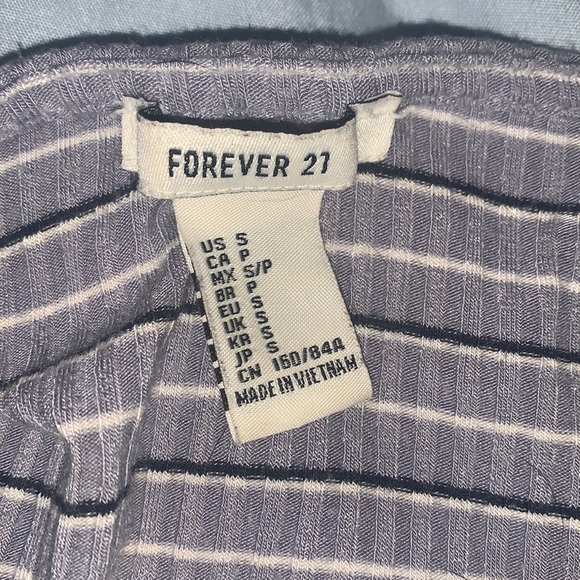 FOREVER 21
US S
CA P
MX S/P
BR P
EU S
UK S
KR S
JP S
CN 160/84A
MADE IN VIETNAM